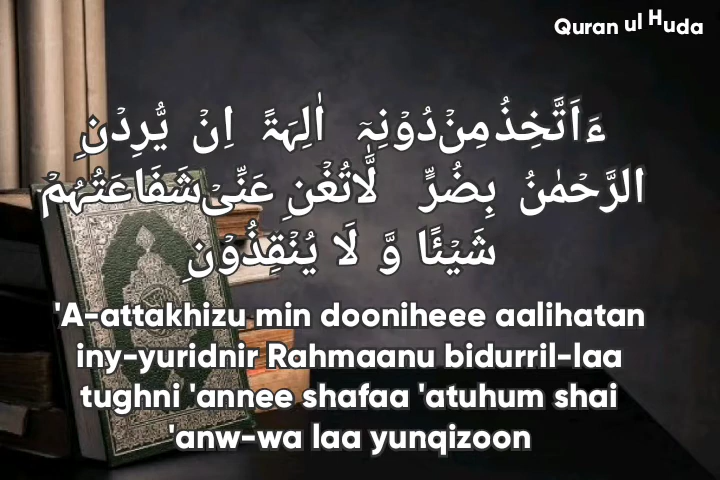 Quran ul Huda
ءَاَتَّخِذُ مِنْ دُوْنِہٖۤ اٰلِہَۃً اِنْ یُّرِدْنِ
الرَّحْمٰنُ بِضُرٍّ لَّاتُغْنِ عَنِّیْ شَفَاعَتُہُمْ
شَیْئًا وَّ لَا یُنْقِذُوْنِ
'A-attakhizu min dooniheee aalihatan
iny-yuridnir Rahmaanu bidurril-laa
tughni 'annee shafaa 'atuhum shai
'anw-wa laa yunqizoon